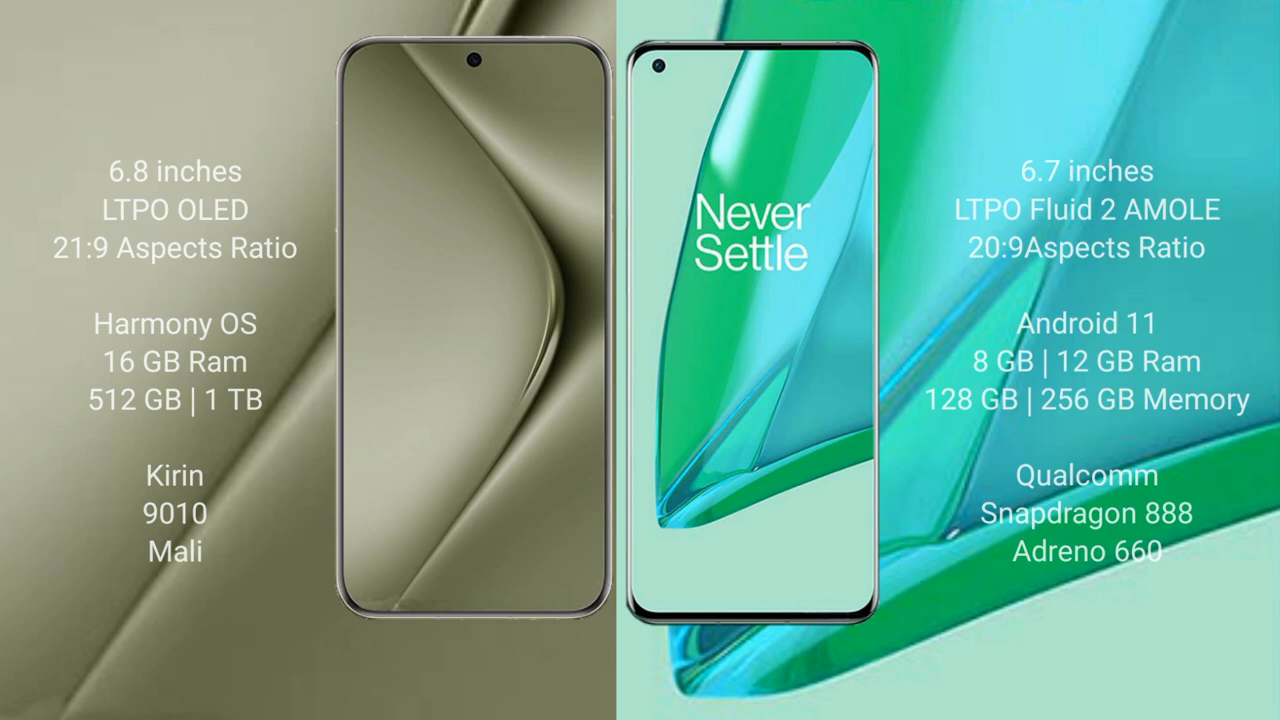 6.8 inches
LTPO OLED
21:9 Aspects Ratio
Harmony OS
16 GB Ram
512 GB | 1 TB
Kirin
9010
Mali
Never
Settle
6.7 inches
LTPO Fluid 2 AMOLE
20:9Aspects Ratio
Android 11
8 GB | 12 GB Ram
128 GB | 256 GB Memory
Qualcomm
Snapdragon 888
Adreno 660